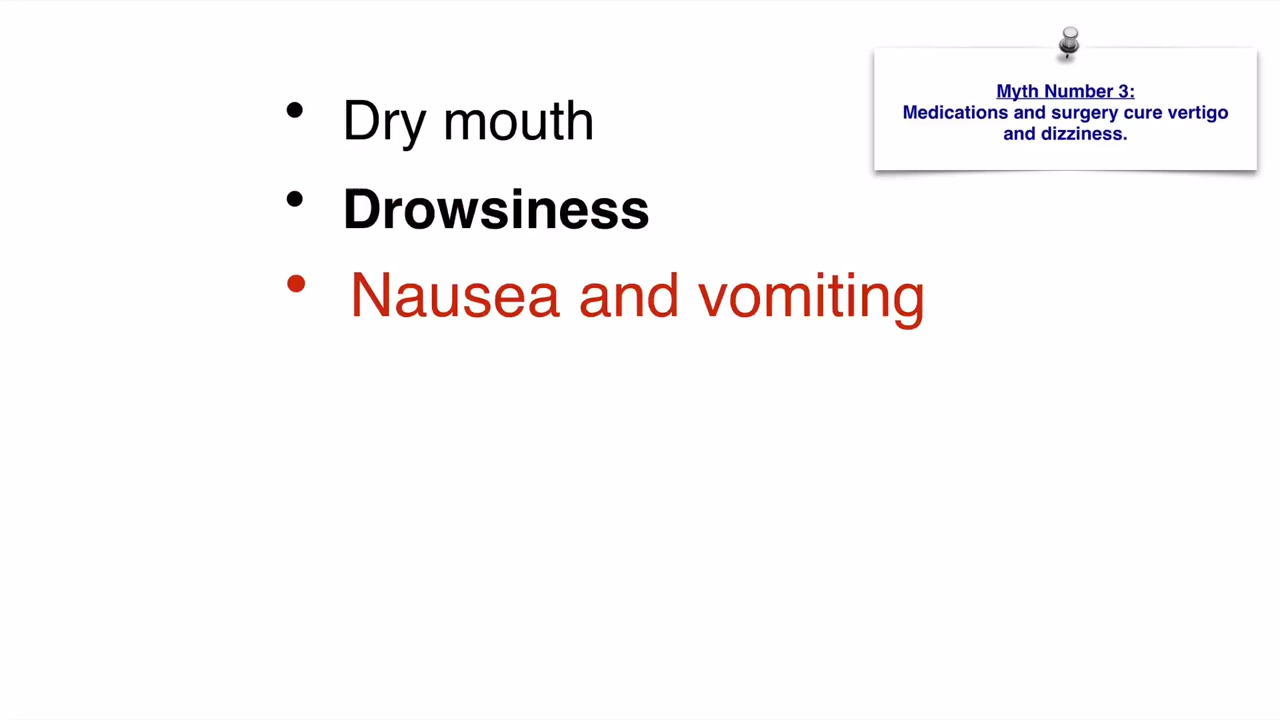 Myth Number 3:
Medications and surgery cure vertigo
and dizziness.
• Dry mouth
• Drowsiness
• Nausea and vomiting